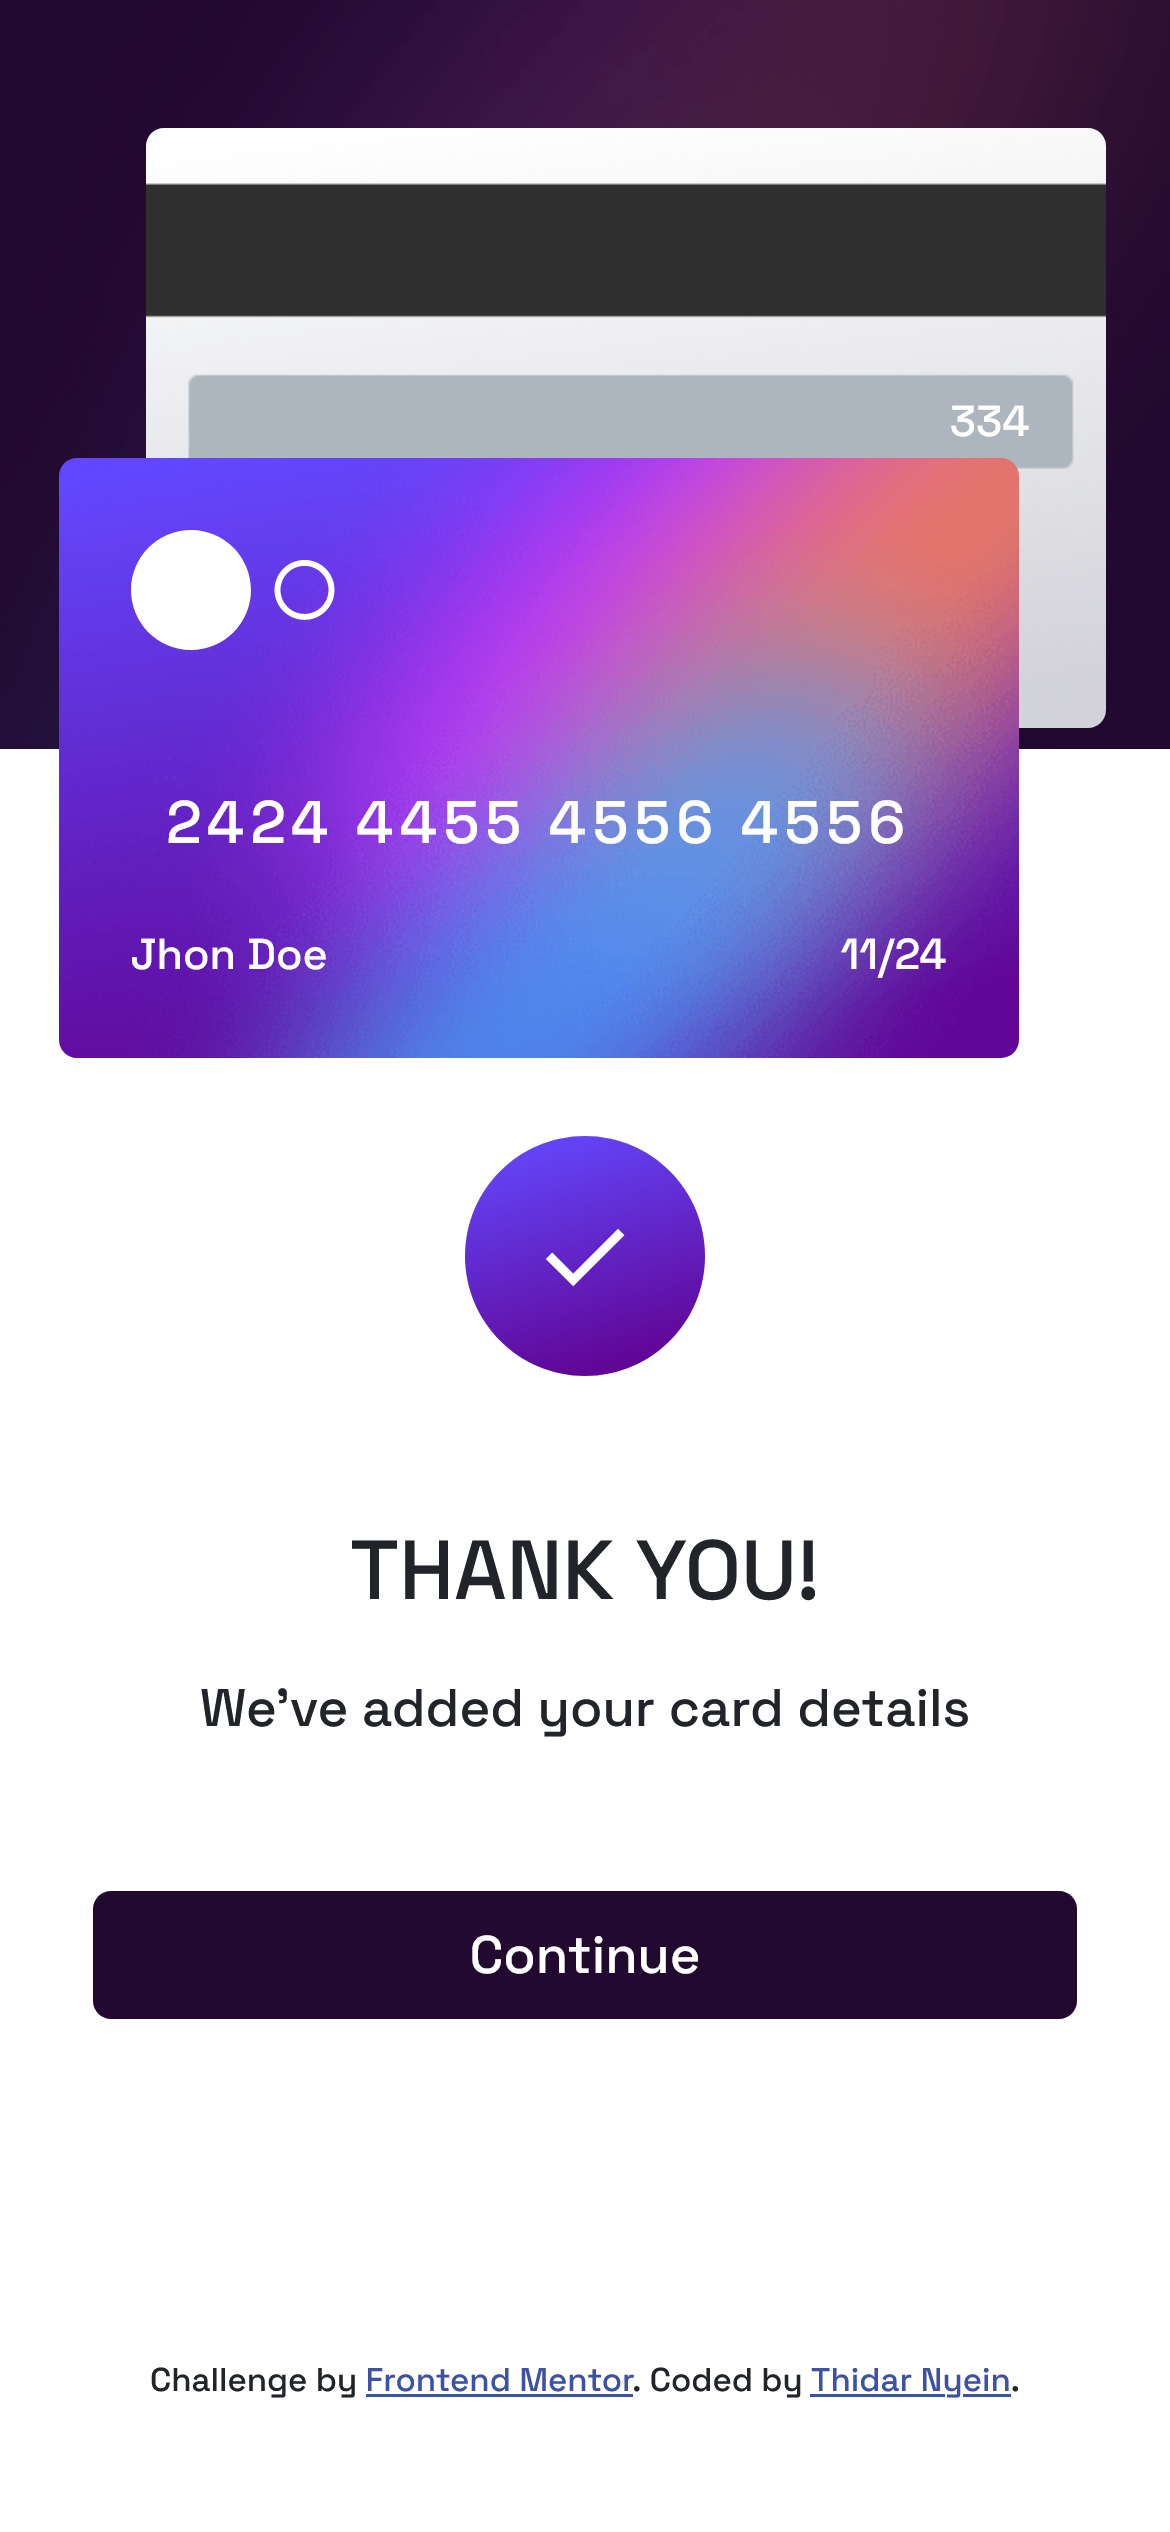 334
2424 4455 4556 4556
Jhon Doe 11/24
THANK YOU!
We’ve added your card details
Continue
Challenge by Frontend Mentor. Coded by Thidar Nyein.